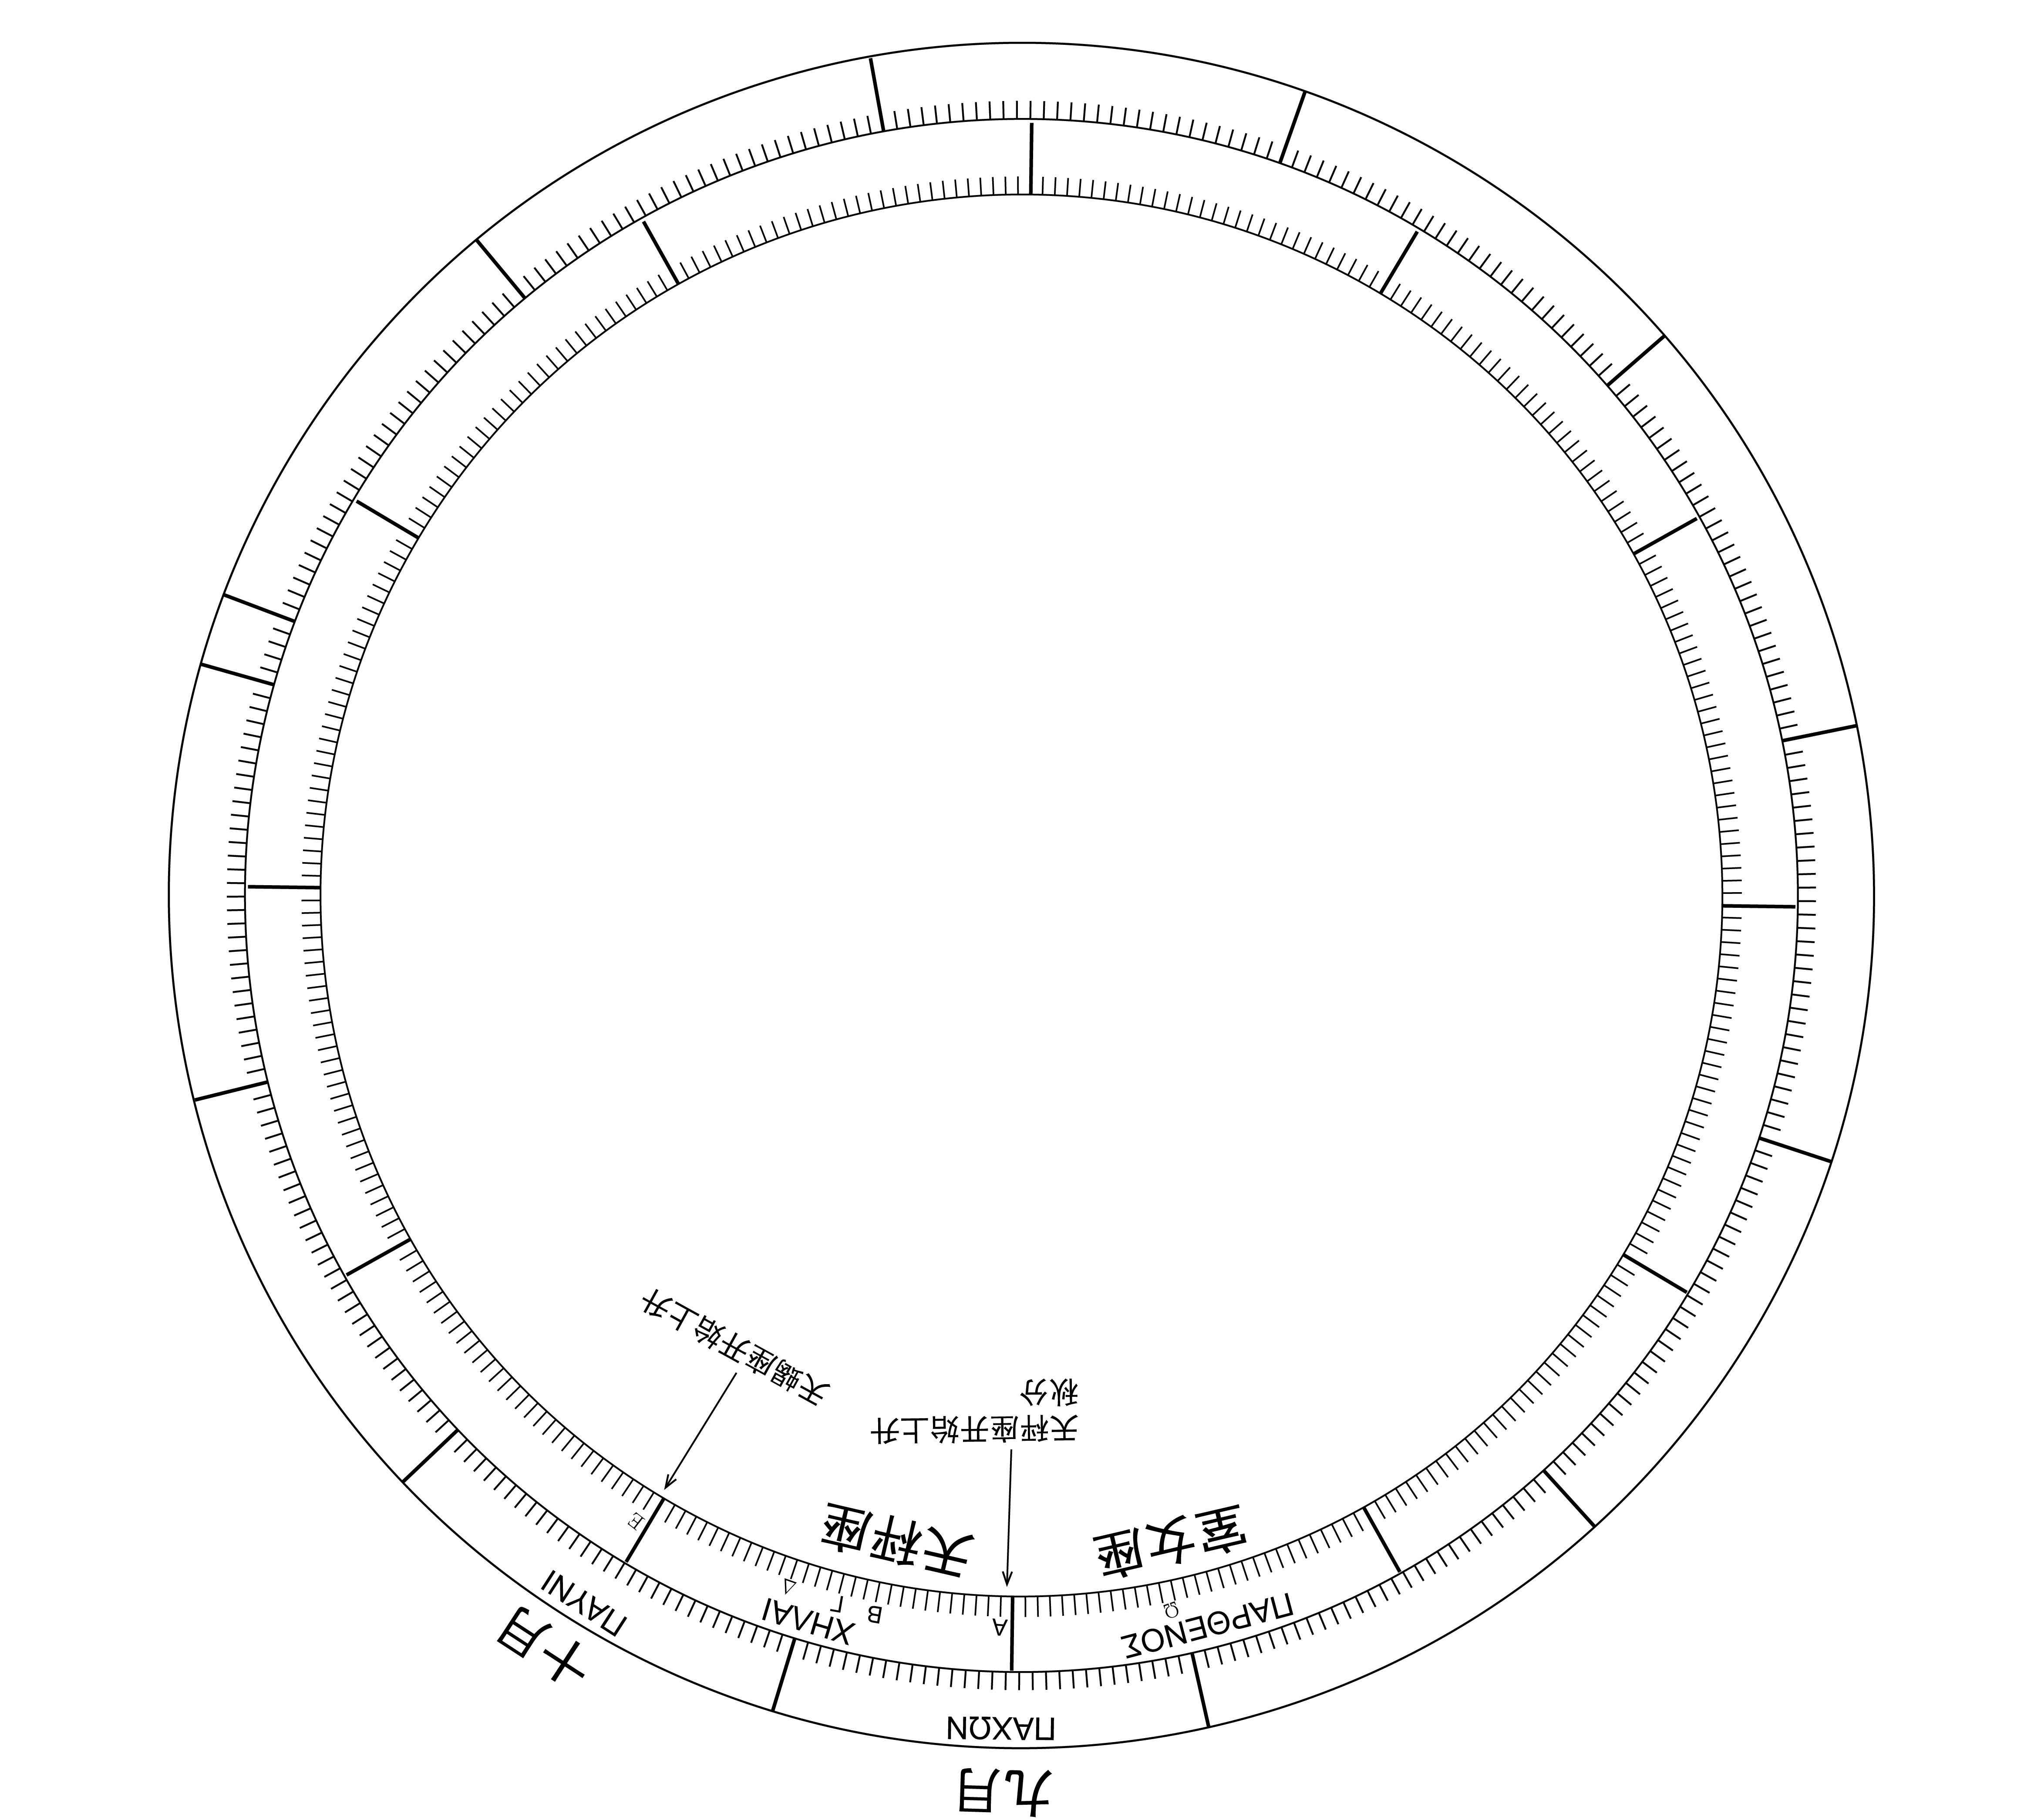 天蝎座开始上升
秋分
天秤座开始上升
天秤座
室女座
Α
Β
Γ
Δ
Ε
Ω
ΧΗΛΑΙ
ΠΑΡΘΕΝΟΣ
ΠΑΥΝΙ
ΠΑΧΩΝ
十月
九月